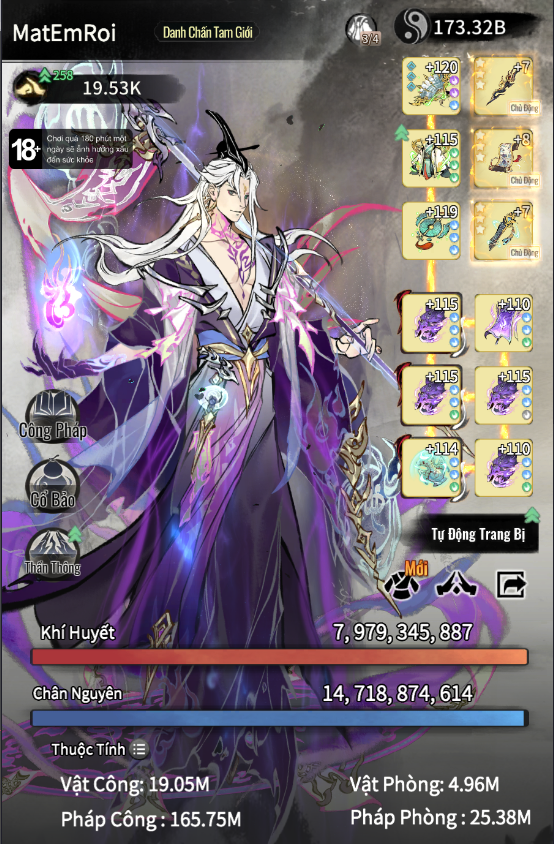 MatEmRoi
Danh Chấn Tam Giới
3/4
173.32B
258
19.53K
18+
Chơi quá 180 phút một
ngày sẽ ảnh hưởng xấu
đến sức khỏe
+120
+7
Chủ Động
+115
+8
Chủ Động
+119
+7
Chủ Động
+115
+110
+115
+115
+114
+110
Công Pháp
Cổ Bảo
Thần Thông
Tự Động Trang Bị
Mới
Khí Huyết
7,979,345,887
Chân Nguyên
14,718,874,614
Thuộc Tính
Vật Công: 19.05M
Vật Phòng: 4.96M
Pháp Công : 165.75M
Pháp Phòng : 25.38M